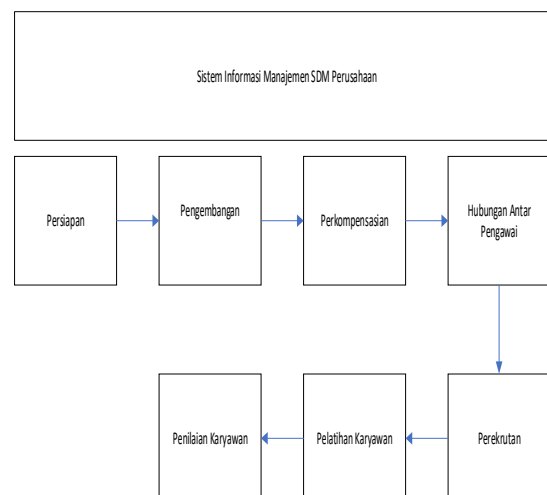 Sistem Informasi Manajemen SDM Perusahaan
Persiapan
Pengembangan
Perkompensasian
Hubungan Antar
Pengawai
Penilaian Karyawan
Pelatihan Karyawan
Perekrutan